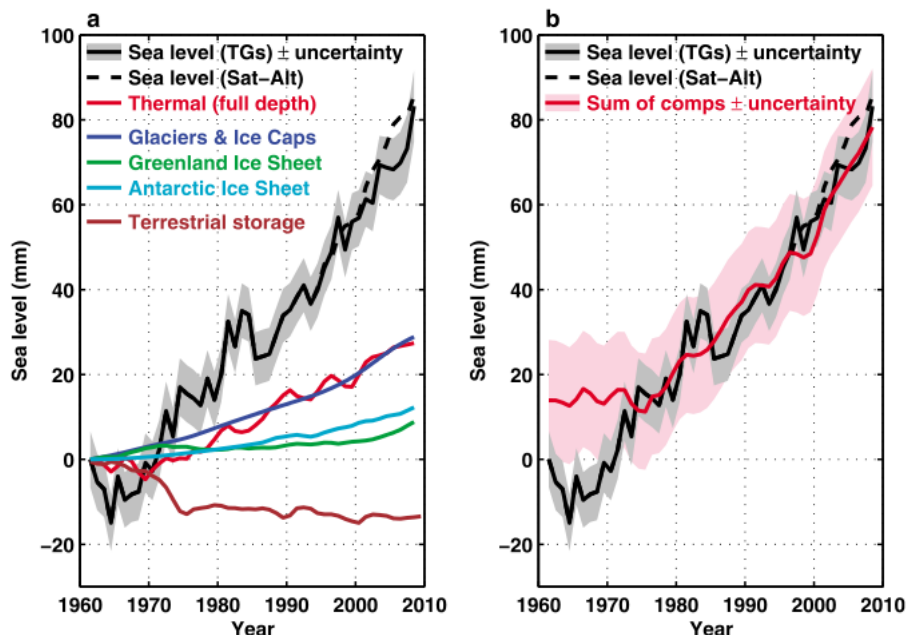 a
Sea level (TGs) ± uncertainty
Sea level (Sat−Alt)
Thermal (full depth)
Glaciers & Ice Caps
Greenland Ice Sheet
Antarctic Ice Sheet
Terrestrial storage
Sea level (mm)
100
80
60
40
20
0
−20
1960 1970 1980 1990 2000 2010
Year
b
Sea level (TGs) ± uncertainty
Sea level (Sat−Alt)
Sum of comps ± uncertainty
Sea level (mm)
100
80
60
40
20
0
−20
1960 1970 1980 1990 2000 2010
Year